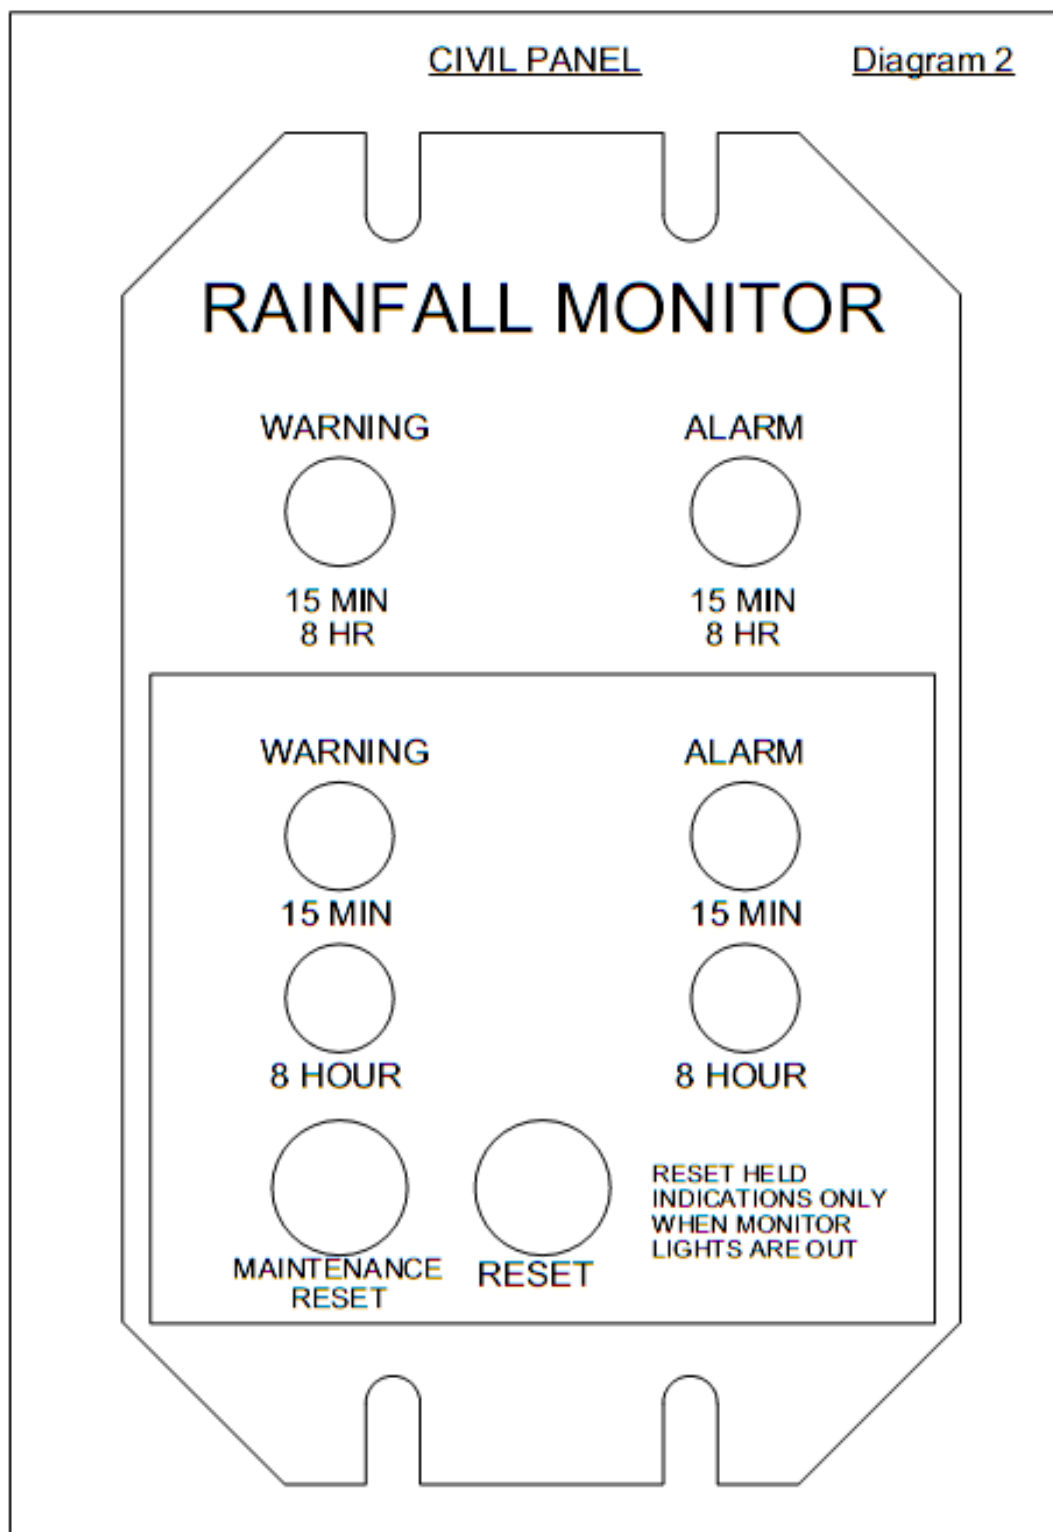 CIVIL PANEL Diagram 2
RAINFALL MONITOR
WARNING ALARM
15 MIN 15 MIN
8 HR 8 HR
WARNING ALARM
15 MIN 15 MIN
8 HOUR 8 HOUR
MAINTENANCE
RESET
RESET
RESET HELD
INDICATIONS ONLY
WHEN MONITOR
LIGHTS ARE OUT